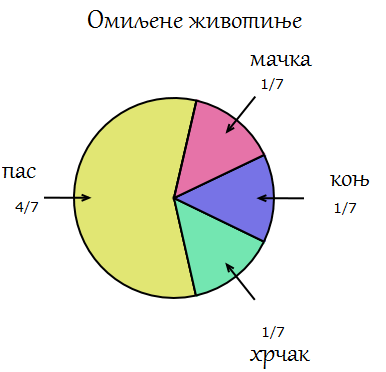 Омиљене животиње
мачка
1/7
пас
4/7
коњ
1/7
1/7
хрчак